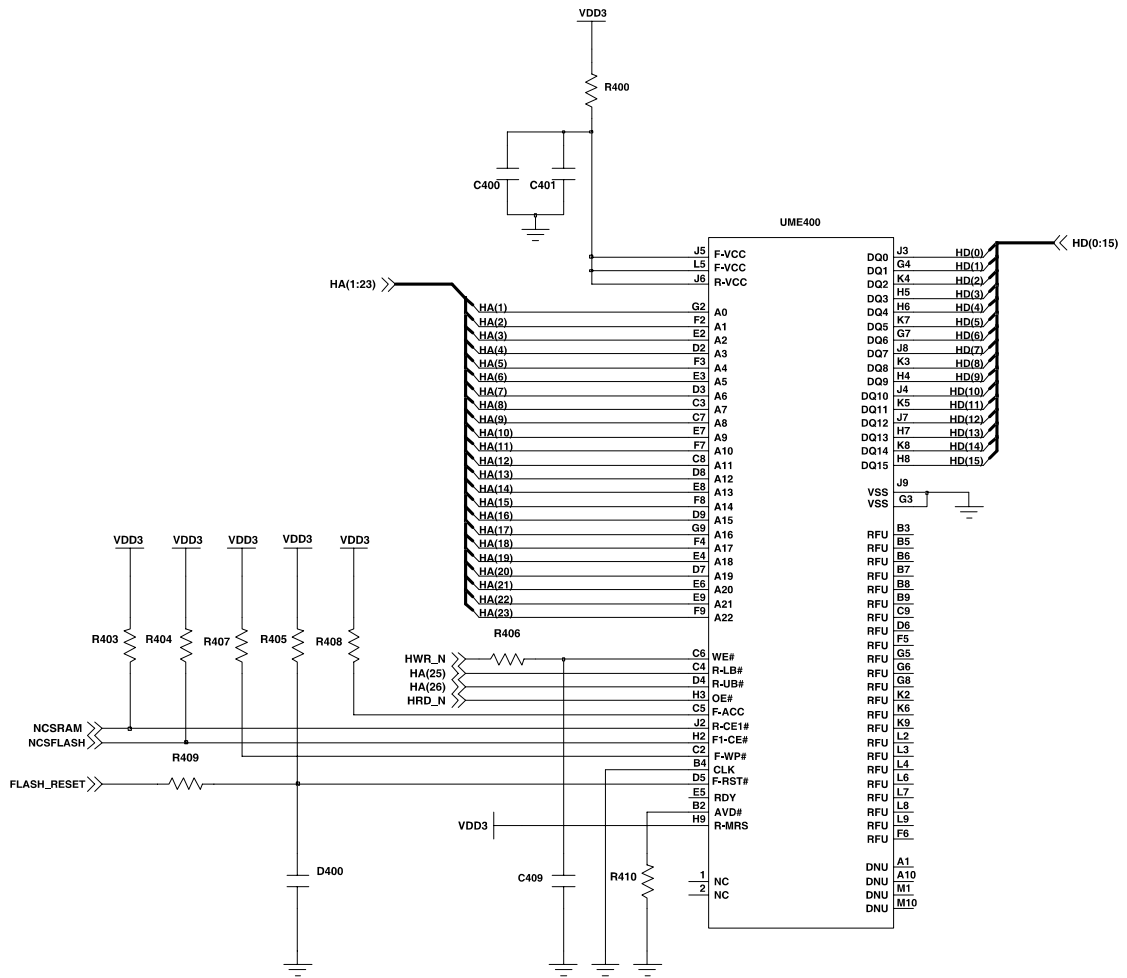 VDD3
R400
C400
C401
UME400
HA(1:23)
HD(0:15)
J5 F-VCC
L5 F-VCC
J6 R-VCC
HA(1) G2 A0
HA(2) F2 A1
HA(3) E2 A2
HA(4) D2 A3
HA(5) F3 A4
HA(6) E3 A5
HA(7) D3 A6
HA(8) C3 A7
HA(9) C7 A8
HA(10) E7 A9
HA(11) F7 A10
HA(12) C8 A11
HA(13) D8 A12
HA(14) E8 A13
HA(15) F8 A14
HA(16) D9 A15
HA(17) G9 A16
HA(18) F4 A17
HA(19) E4 A18
HA(20) D7 A19
HA(21) E6 A20
HA(22) E9 A21
HA(23) F9 A22
DQ0 J3 HD(0)
DQ1 G4 HD(1)
DQ2 K4 HD(2)
DQ3 H5 HD(3)
DQ4 H6 HD(4)
DQ5 K7 HD(5)
DQ6 G7 HD(6)
DQ7 J8 HD(7)
DQ8 K3 HD(8)
DQ9 H4 HD(9)
DQ10 J4 HD(10)
DQ11 K5 HD(11)
DQ12 J7 HD(12)
DQ13 H7 HD(13)
DQ14 K8 HD(14)
DQ15 H8 HD(15)
VSS J9
VSS G3
RFU B3
RFU B5
RFU B6
RFU B7
RFU B8
RFU B9
RFU C9
RFU D6
RFU F5
RFU G5
RFU G6
RFU G8
RFU K2
RFU K6
RFU K9
RFU L2
RFU L3
RFU L4
RFU L6
RFU L7
RFU L8
RFU L9
RFU F6
DNU A1
DNU A10
DNU M1
DNU M10
VDD3 VDD3 VDD3 VDD3 VDD3
R403 R404 R407 R405 R408
R406
HWR_N C6 WE#
HA(25) C4 R-LB#
HA(26) D4 R-UB#
HRD_N H3 OE#
C5 F-ACC
NCSRAM J2 R-CE1#
NCSFLASH H2 F1-CE#
C2 F-WP#
B4 CLK
R409
FLASH_RESET D5 F-RST#
E5 RDY
B2 AVD#
VDD3 H9 R-MRS
D400
C409
R410
1 NC
2 NC